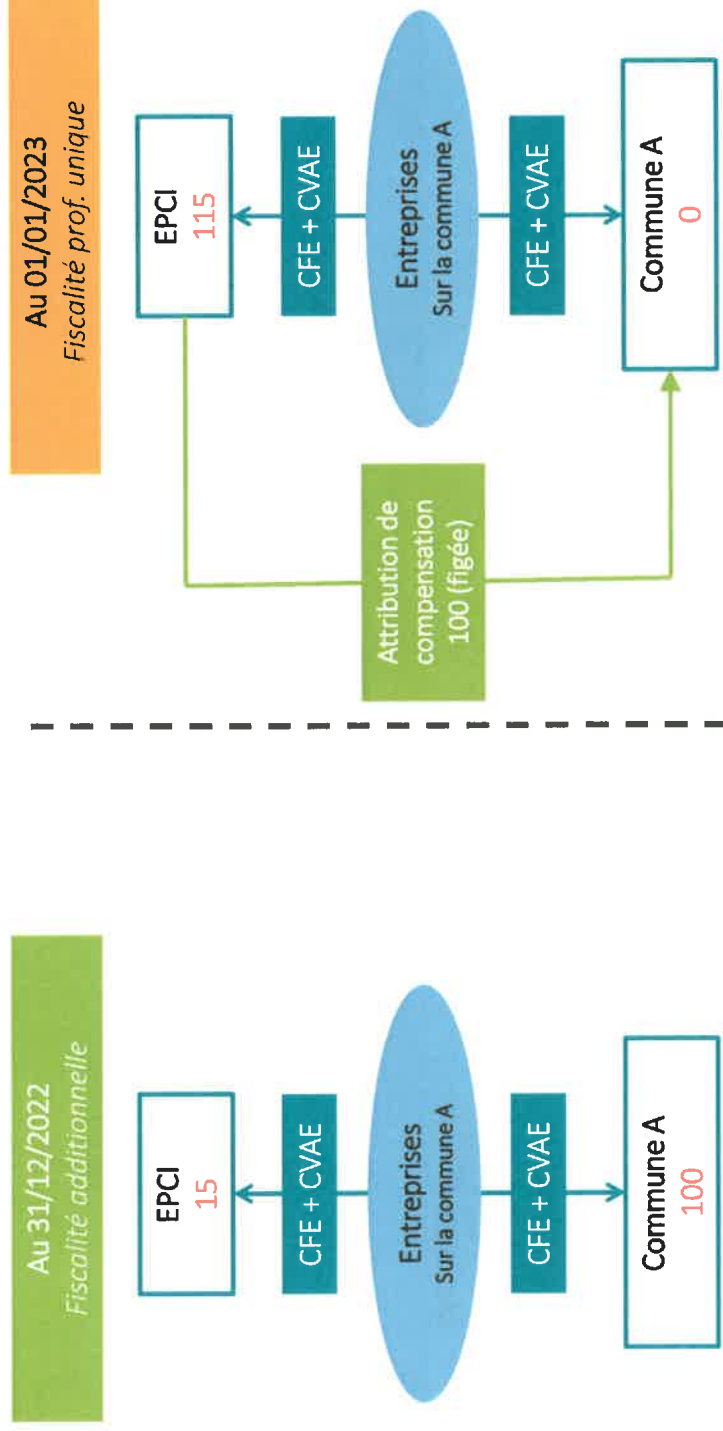 Au 31/12/2022
Fiscalité additionnelle
EPCI
15
CFE + CVAE
Entreprises
Sur la commune A
CFE + CVAE
Commune A
100
Au 01/01/2023
Fiscalité prof. unique
EPCI
115
CFE + CVAE
Entreprises
Sur la commune A
CFE + CVAE
Commune A
0
Attribution de
compensation
100 (figée)